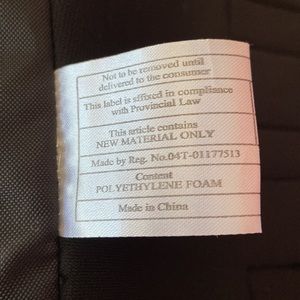 Not to be removed until
delivered to the consumer
This label is sffixed in compliance
with Provincial Law
This article contains
NEW MATERIAL ONLY
Made by Reg. No.04T-01177513
Content
POLYETHYLENE FOAM
Made in China